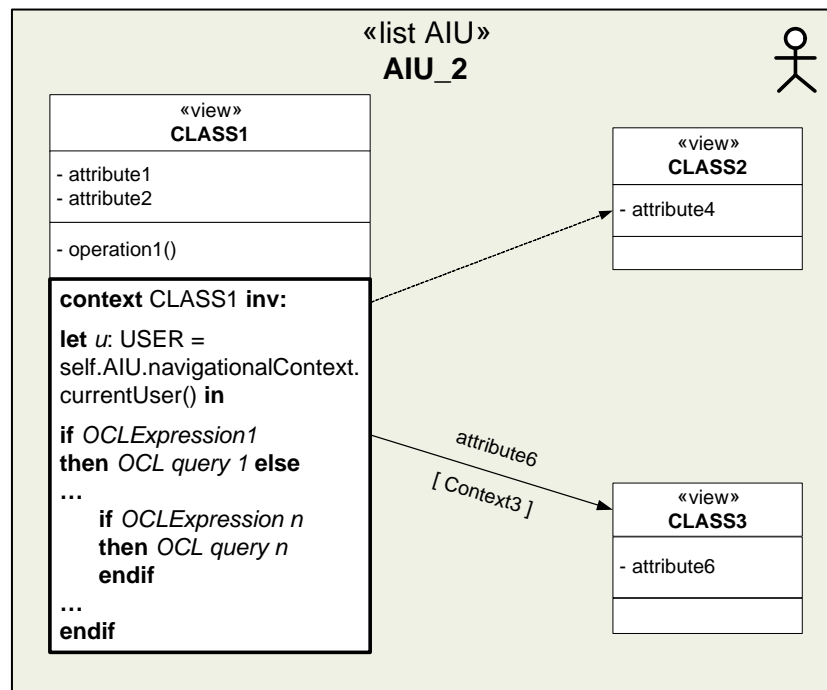 «list AIU»
AIU_2
«view»
CLASS1
- attribute1
- attribute2
- operation1()
context CLASS1 inv:
let u: USER =
self.AIU.navigationalContext.
currentUser() in
if OCLExpression1
then OCL query 1 else
...
if OCLExpression n
then OCL query n
endif
...
endif
«view»
CLASS2
- attribute4
attribute6
[ Context3 ]
«view»
CLASS3
- attribute6